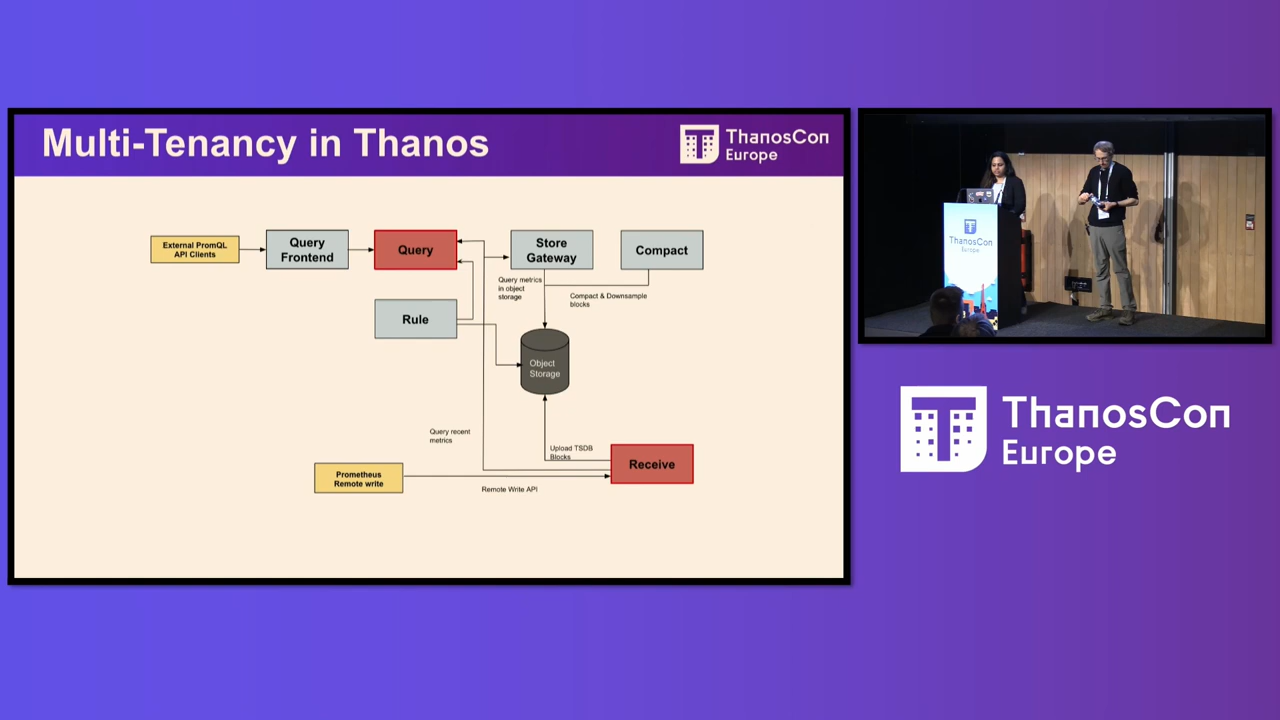 Multi-Tenancy in Thanos
ThanosCon
Europe
External PromQL
API Clients
Query
Frontend
Query
Store
Gateway
Compact
Query metrics
in object
storage
Compact & Downsample
blocks
Rule
Object
Storage
Query recent
metrics
Upload TSDB
Blocks
Receive
Prometheus
Remote write
Remote Write API
ThanosCon
Europe
ThanosCon
Europe